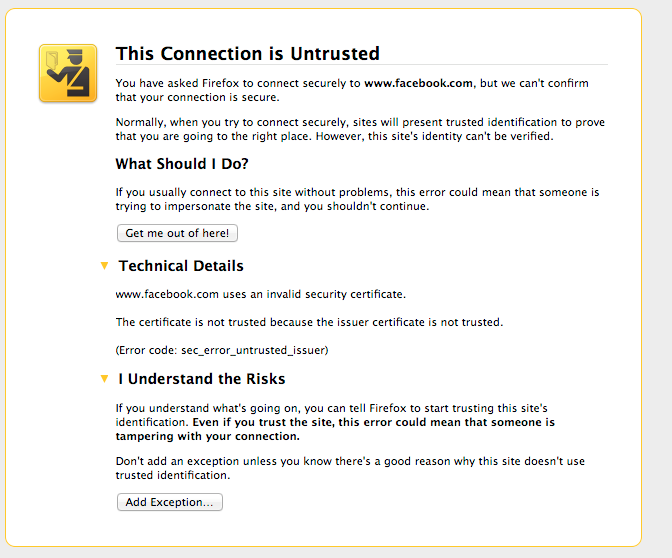 This Connection is Untrusted
You have asked Firefox to connect securely to www.facebook.com, but we can't confirm
that your connection is secure.
Normally, when you try to connect securely, sites will present trusted identification to prove
that you are going to the right place. However, this site's identity can't be verified.
What Should I Do?
If you usually connect to this site without problems, this error could mean that someone is
trying to impersonate the site, and you shouldn't continue.
Get me out of here!
Technical Details
www.facebook.com uses an invalid security certificate.
The certificate is not trusted because the issuer certificate is not trusted.
(Error code: sec_error_untrusted_issuer)
I Understand the Risks
If you understand what's going on, you can tell Firefox to start trusting this site's
identification. Even if you trust the site, this error could mean that someone is
tampering with your connection.
Don't add an exception unless you know there's a good reason why this site doesn't use
trusted identification.
Add Exception...